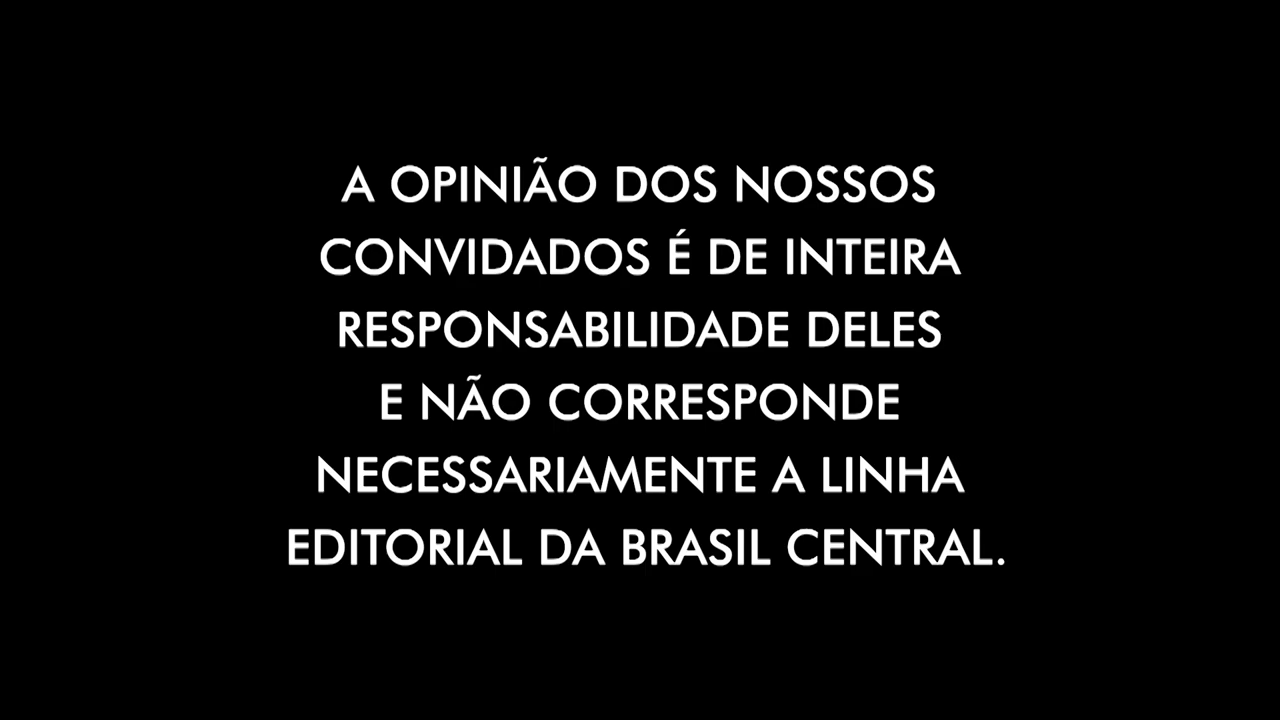 A OPINIÃO DOS NOSSOS
CONVIDADOS É DE INTEIRA
RESPONSABILIDADE DELES
E NÃO CORRESPONDE
NECESSARIAMENTE A LINHA
EDITORIAL DA BRASIL CENTRAL.